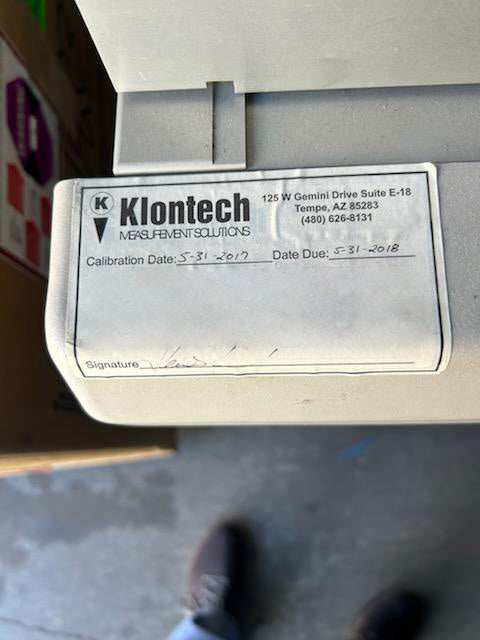 K
Klontech
MEASUREMENT SOLUTIONS
125 W Gemini Drive Suite E-18
Tempe, AZ 85283
(480) 626-8131
Calibration Date: 5-31-2017 Date Due: 5-31-2018
Signature